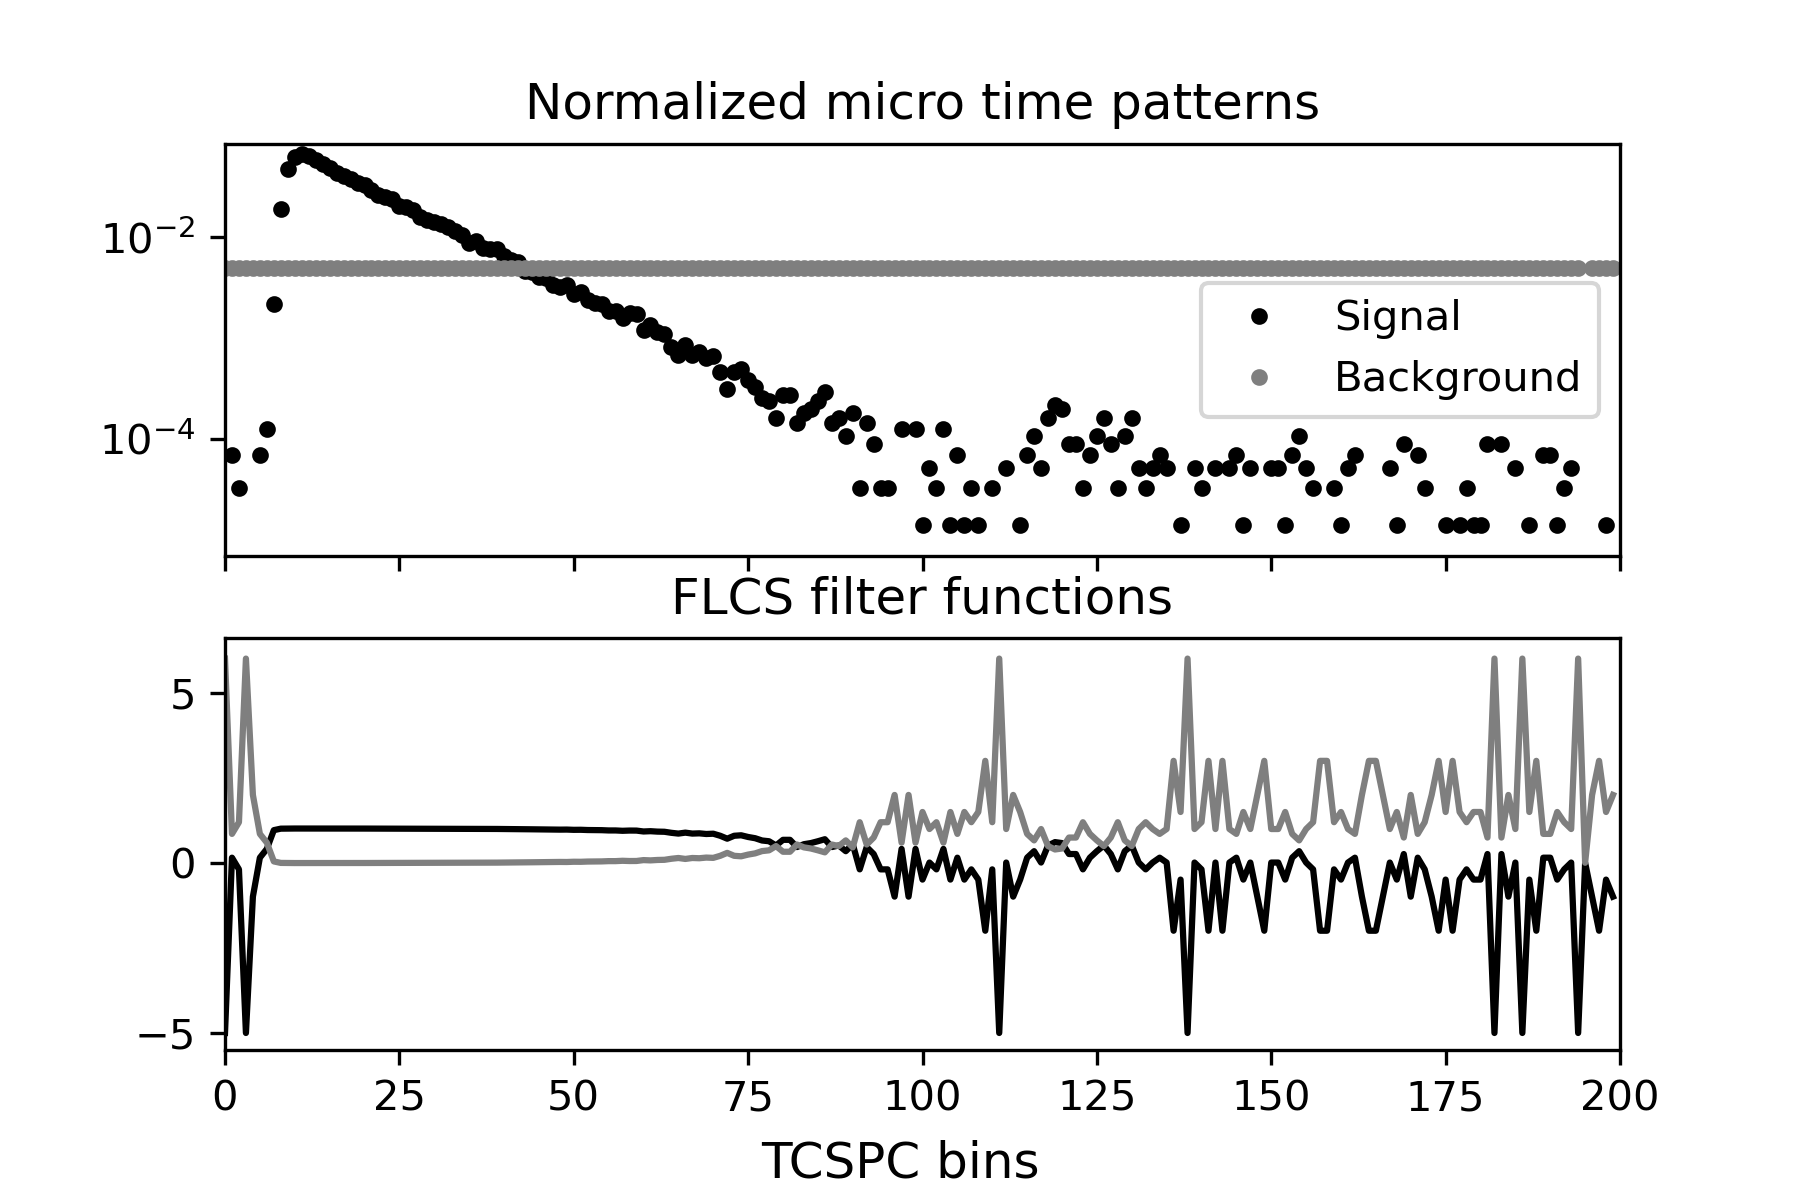 Normalized micro time patterns
10⁻²
10⁻⁴
Signal
Background
FLCS filter functions
5
0
−5
0 25 50 75 100 125 150 175 200
TCSPC bins